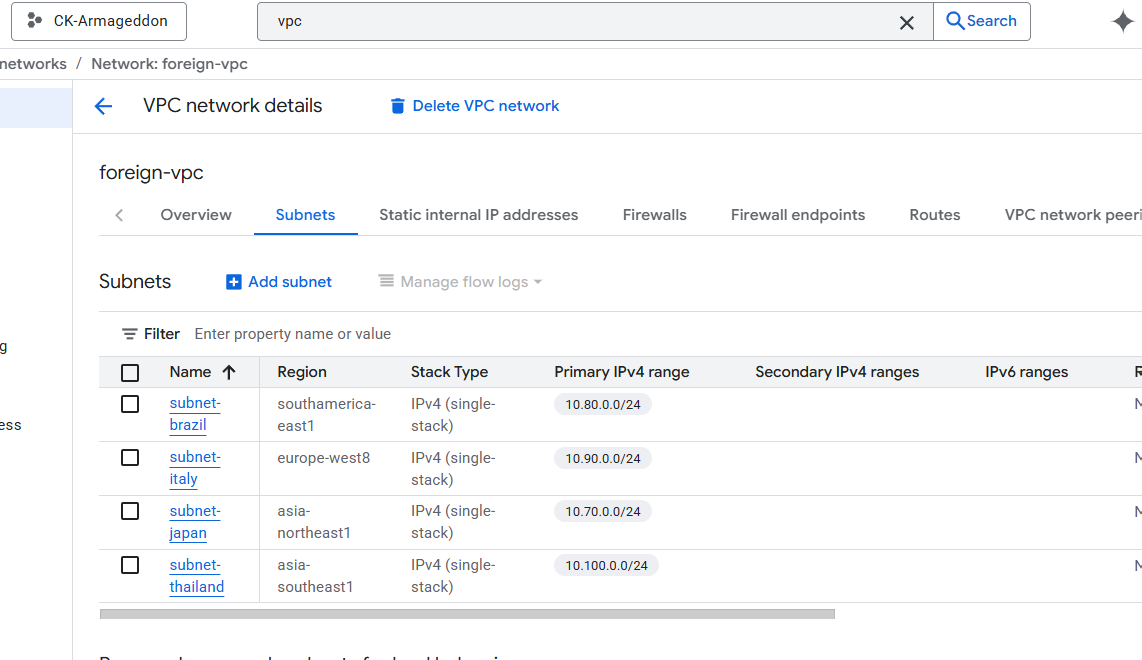 CK-Armageddon
vpc
Search
networks / Network: foreign-vpc
VPC network details
Delete VPC network
foreign-vpc
Overview Subnets Static internal IP addresses Firewalls Firewall endpoints Routes VPC network peeri
Subnets Add subnet Manage flow logs
Filter Enter property name or value
g
Name Region Stack Type Primary IPv4 range Secondary IPv4 ranges IPv6 ranges R
subnet- southamerica- IPv4 (single- 10.80.0.0/24 M
brazil east1 stack)
ess
subnet- europe-west8 IPv4 (single- 10.90.0.0/24 M
italy stack)
subnet- asia- IPv4 (single- 10.70.0.0/24 M
japan northeast1 stack)
subnet- asia- IPv4 (single- 10.100.0.0/24 M
thailand southeast1 stack)